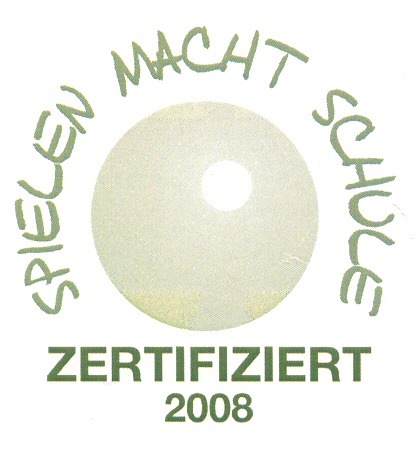 SPIELEN MACHT SCHULE
ZERTIFIZIERT
2008